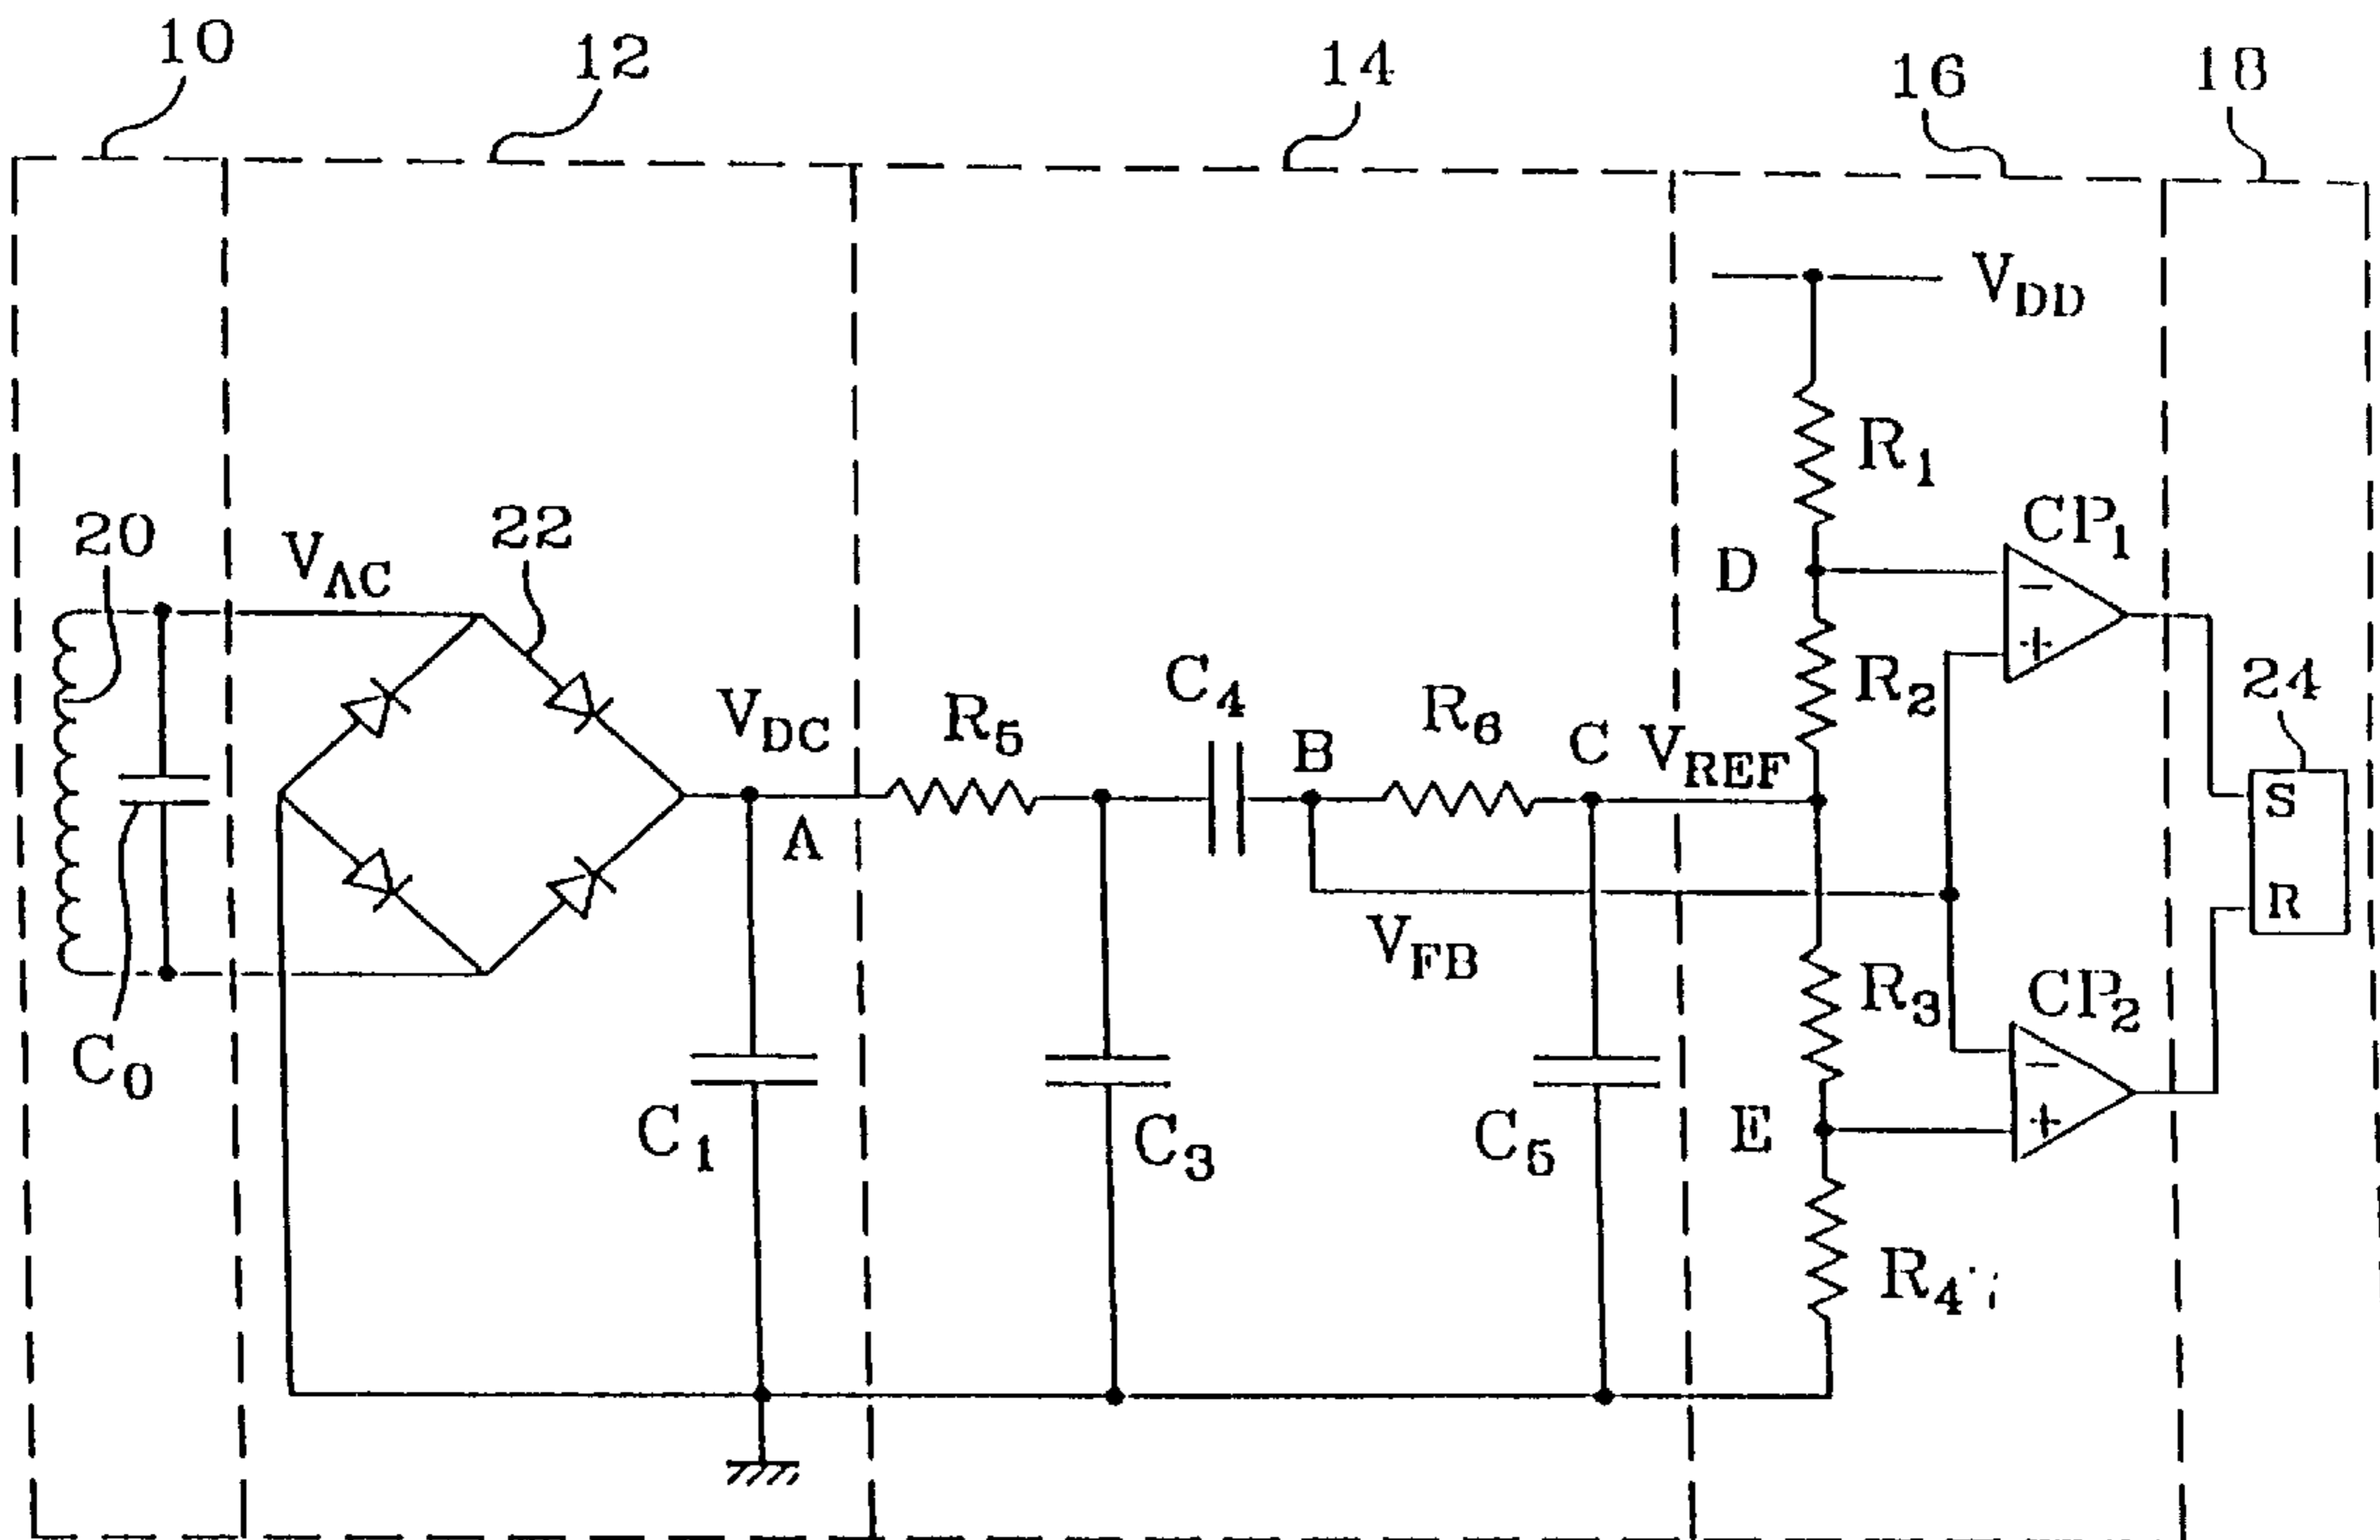 10
12
14
16
18
V_DD
R_1
CP_1
20
V_AC
22
D
−
+
R_2
24
C_4
V_DC
R_5
B
R_6
C
V_REF
S
A
R
V_FB
R_3
CP_2
C_0
−
C_1
C_3
C_5
E
+
R_4